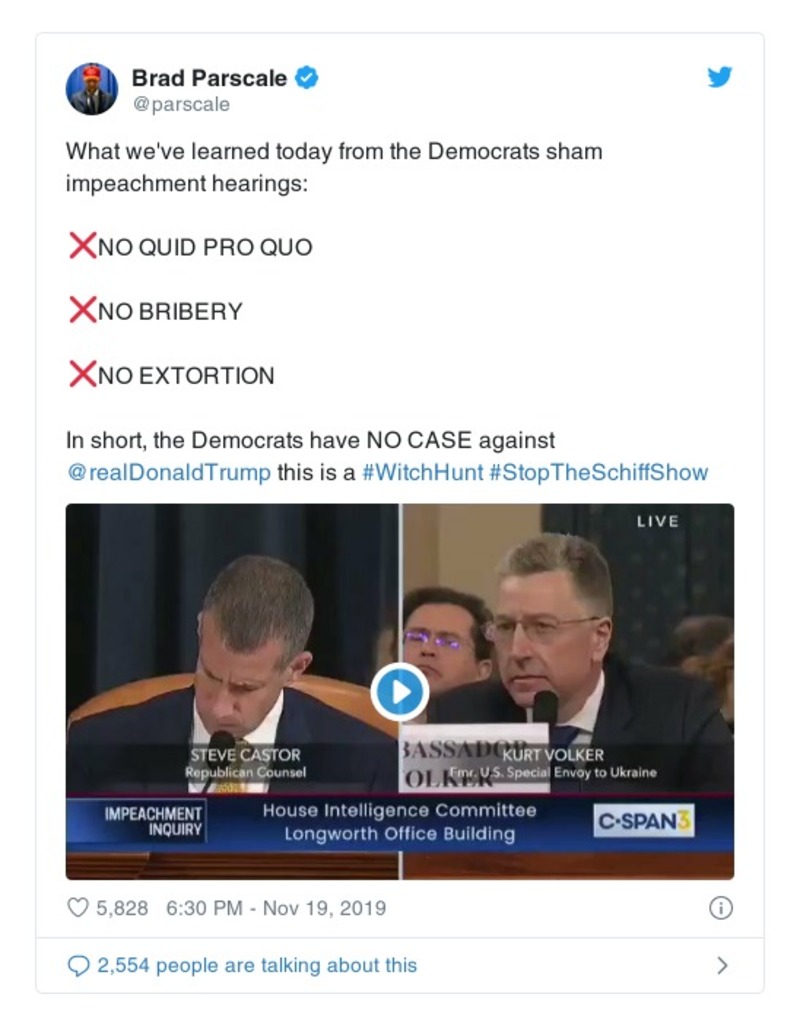 Brad Parscale
@parscale
What we've learned today from the Democrats sham
impeachment hearings:
❌NO QUID PRO QUO
❌NO BRIBERY
❌NO EXTORTION
In short, the Democrats have NO CASE against
@realDonaldTrump this is a #WitchHunt #StopTheSchiffShow
LIVE
STEVE CASTOR
Republican Counsel
BASSADOR
OLKER
KURT VOLKER
Fmr. U.S. Special Envoy to Ukraine
IMPEACHMENT
INQUIRY
House Intelligence Committee
Longworth Office Building
C·SPAN3
5,828 6:30 PM - Nov 19, 2019
2,554 people are talking about this